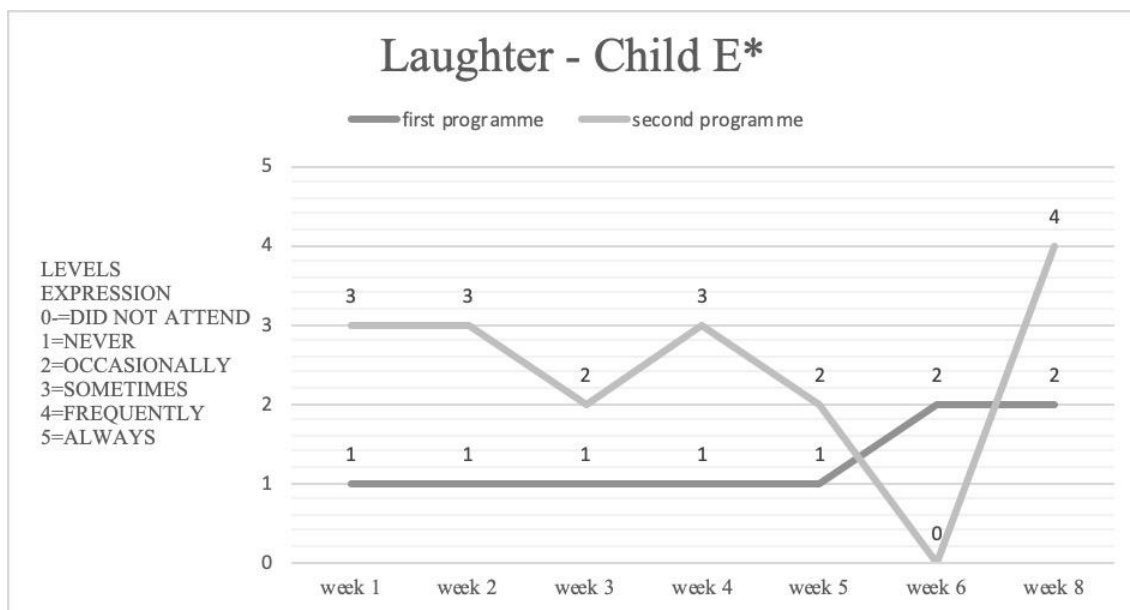 Laughter - Child E*
first programme second programme
5
4
4
LEVELS
EXPRESSION
0-=DID NOT ATTEND
1=NEVER
2=OCCASIONALLY
3=SOMETIMES
4=FREQUENTLY
5=ALWAYS
3 3 3
3
2 2 2 2
2
1 1 1 1 1
1
0
0
week 1 week 2 week 3 week 4 week 5 week 6 week 8